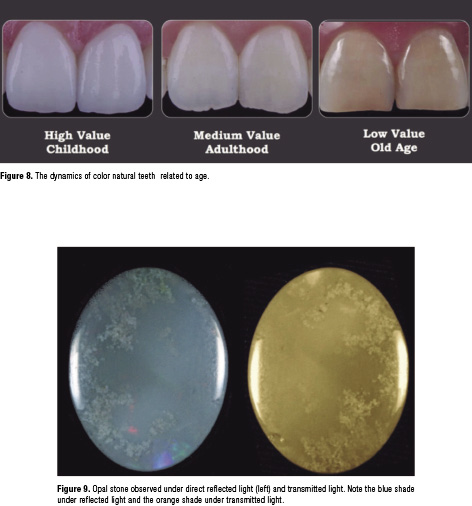 High Value
Childhood
Medium Value
Adulthood
Low Value
Old Age
Figure 8. The dynamics of color natural teeth related to age.
Figure 9. Opal stone observed under direct reflected light (left) and transmitted light. Note the blue shade
under reflected light and the orange shade under transmitted light.